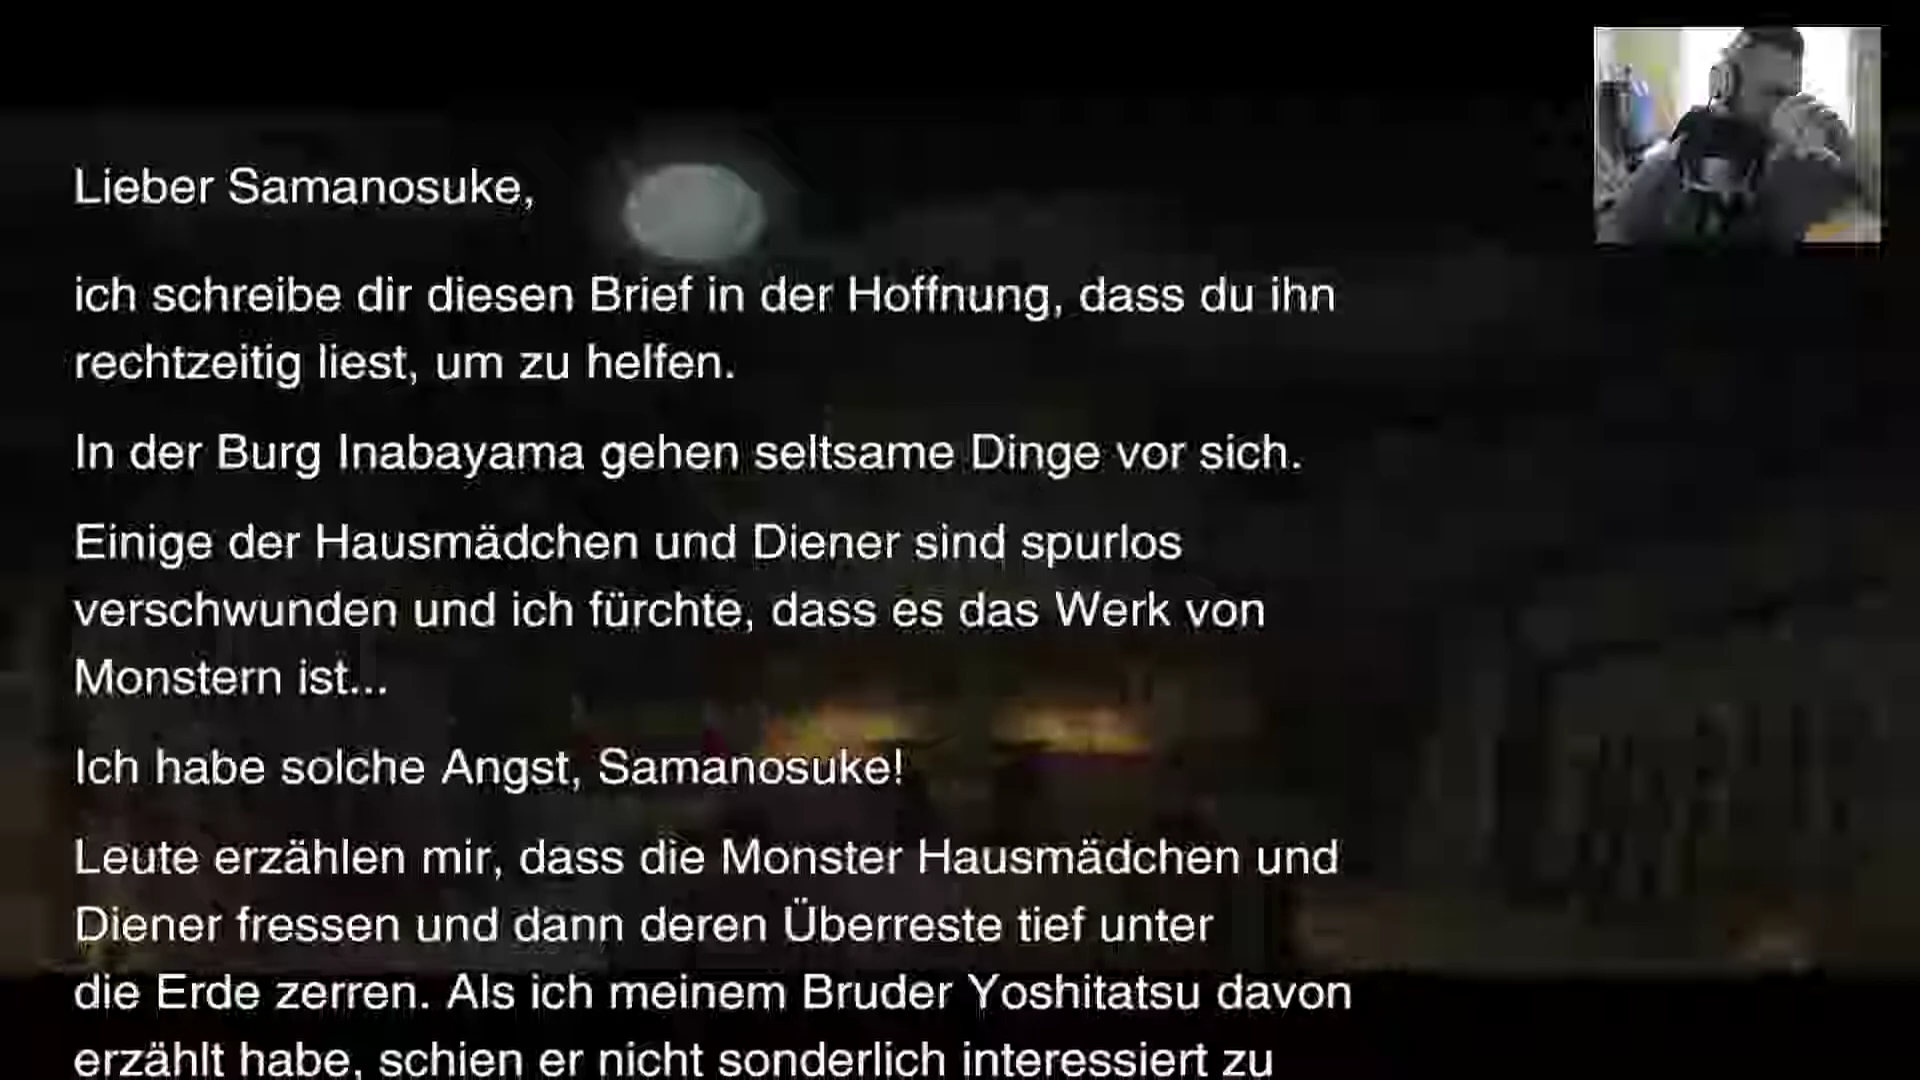 Lieber Samanosuke,
ich schreibe dir diesen Brief in der Hoffnung, dass du ihn
rechtzeitig liest, um zu helfen.
In der Burg Inabayama gehen seltsame Dinge vor sich.
Einige der Hausmädchen und Diener sind spurlos
verschwunden und ich fürchte, dass es das Werk von
Monstern ist...
Ich habe solche Angst, Samanosuke!
Leute erzählen mir, dass die Monster Hausmädchen und
Diener fressen und dann deren Überreste tief unter
die Erde zerren. Als ich meinem Bruder Yoshitatsu davon
erzählt habe, schien er nicht sonderlich interessiert zu